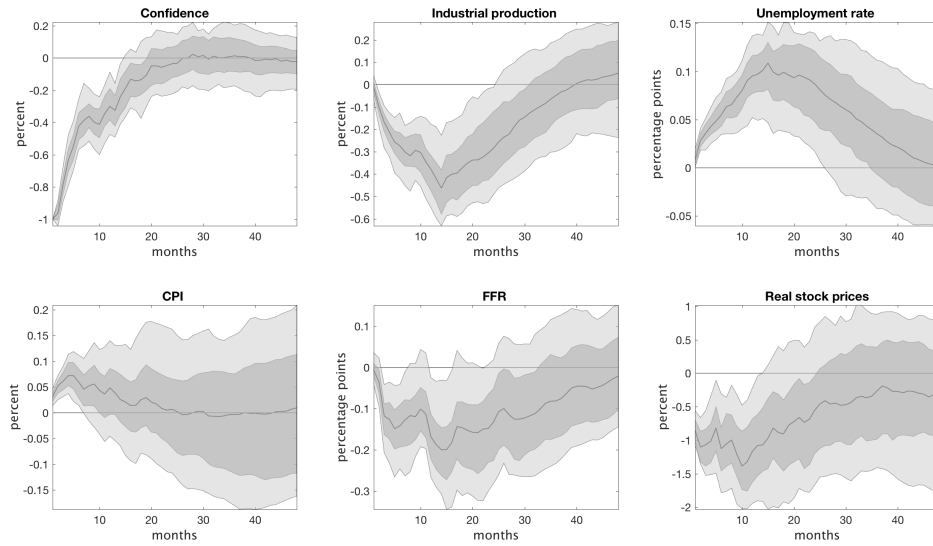 Confidence
0.2
0
-0.2
-0.4
-0.6
-0.8
-1
percent
10 20 30 40
months
Industrial production
0.2
0.1
0
-0.1
-0.2
-0.3
-0.4
-0.5
-0.6
percent
10 20 30 40
months
Unemployment rate
0.15
0.1
0.05
0
-0.05
percentage points
10 20 30 40
months
CPI
0.2
0.15
0.1
0.05
0
-0.05
-0.1
-0.15
percent
10 20 30 40
months
FFR
0.1
0
-0.1
-0.2
-0.3
percentage points
10 20 30 40
months
Real stock prices
1
0.5
0
-0.5
-1
-1.5
-2
percent
10 20 30 40
months